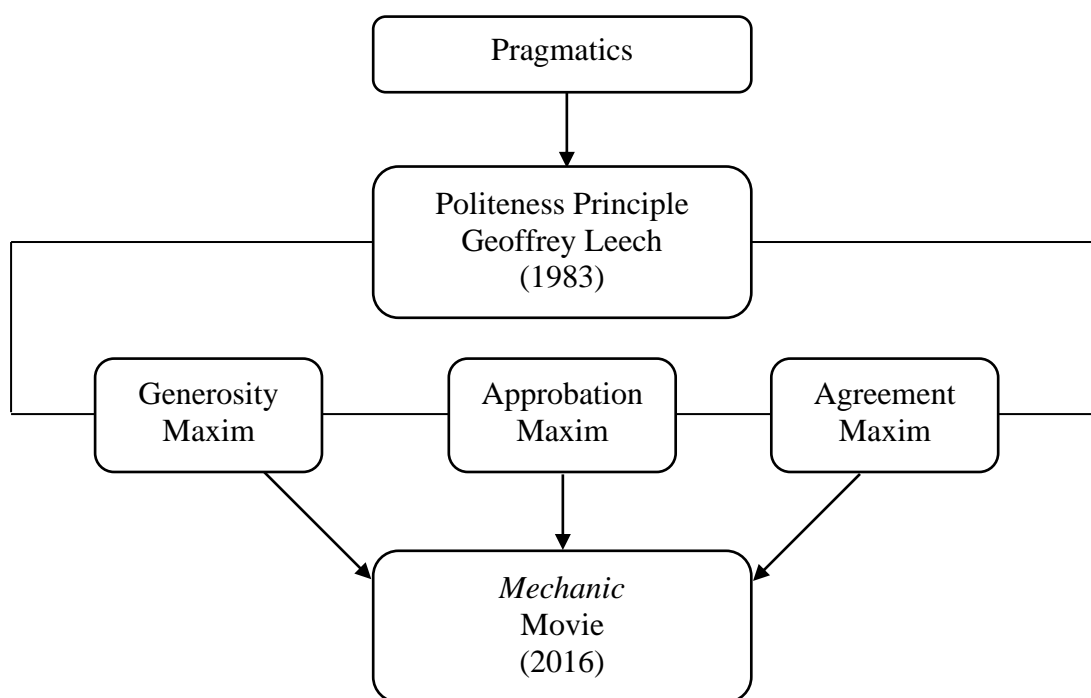 Pragmatics
Politeness Principle
Geoffrey Leech
(1983)
Generosity
Maxim
Approbation
Maxim
Agreement
Maxim
Mechanic
Movie
(2016)